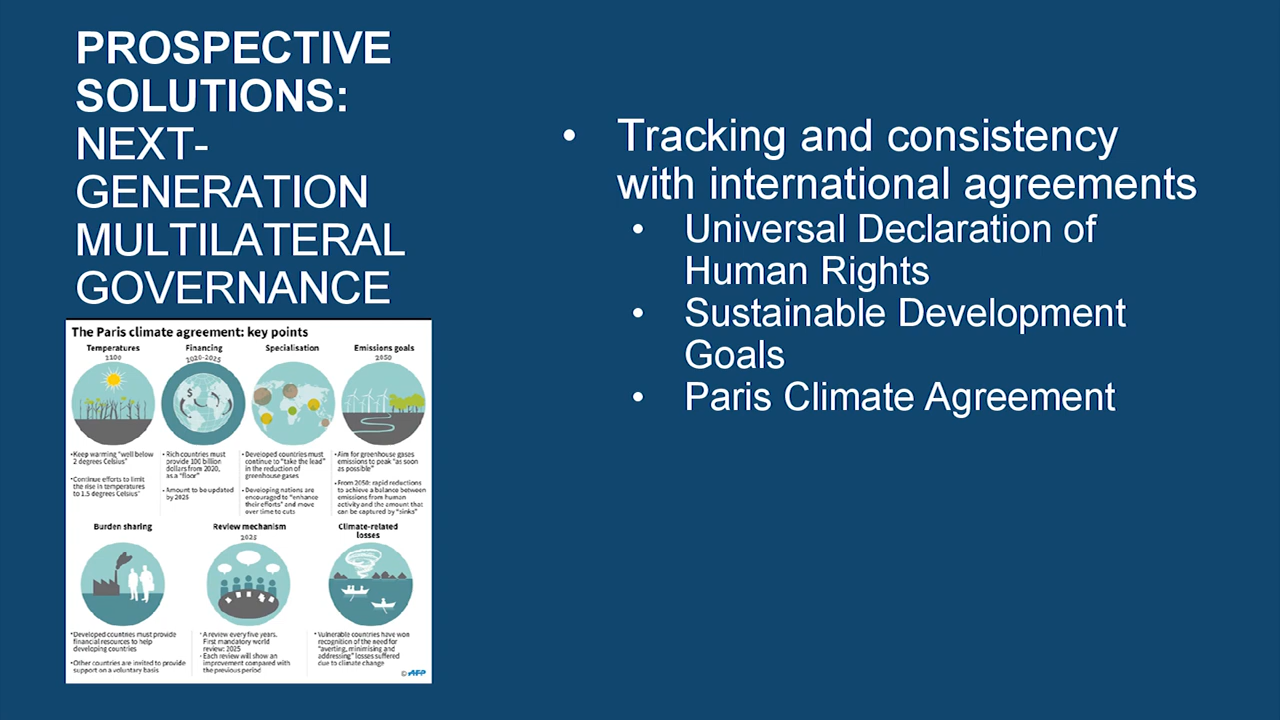 PROSPECTIVE
SOLUTIONS:
NEXT-
GENERATION
MULTILATERAL
GOVERNANCE
• Tracking and consistency
with international agreements
• Universal Declaration of
Human Rights
• Sustainable Development
Goals
• Paris Climate Agreement
The Paris climate agreement: key points
Temperatures
2100
•Keep warming "well below
2 degrees Celsius"
•Continue efforts to limit
the rise in temperatures
to 1.5 degrees Celsius"
Financing
2020-2025
$
•Rich countries must
provide 100 billion
dollars from 2020,
as a "floor"
•Amount to be updated
by 2025
Specialisation
•Developed countries must
continue to "take the lead"
in the reduction of
greenhouse gases
•Developing nations are
encouraged to "enhance
their efforts" and move
over time to cuts
Emissions goals
2050
•Aim for greenhouse gases
emissions to peak "as soon
as possible"
•From 2050: rapid reductions
to achieve a balance between
emissions from human
activity and the amount that
can be captured by "sinks"
Burden sharing
•Developed countries must provide
financial resources to help
developing countries
•Other countries are invited to provide
support on a voluntary basis
Review mechanism
2025
•A review every five years.
First mandatory world
review: 2025
•Each review will show an
improvement compared with
the previous period
Climate-related
losses
•Vulnerable countries have won
recognition of the need for
"averting, minimising and
addressing" losses suffered
due to climate change
© AFP